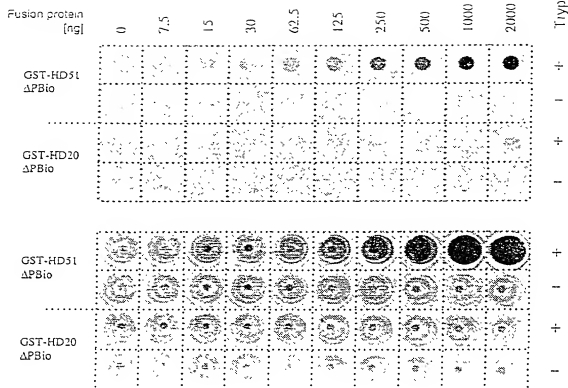 Fusion protein
[ng]
0 7.5 15 30 62.5 125 250 500 1000 2000 Tryp
GST-HD51
ΔPBio
+
−
GST-HD20
ΔPBio
+
−
GST-HD51
ΔPBio
+
−
GST-HD20
ΔPBio
+
−